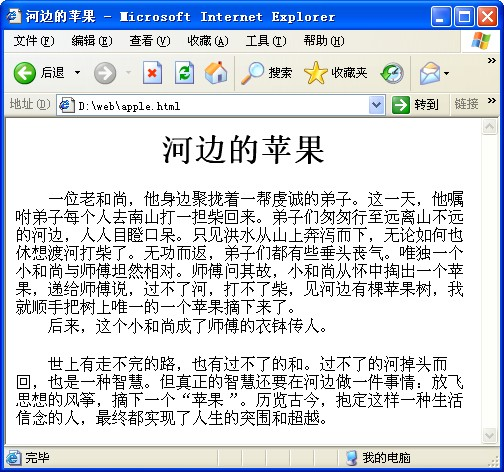 河边的苹果 - Microsoft Internet Explorer
文件(F) 编辑(E) 查看(V) 收藏(A) 工具(T) 帮助(H)
后退 搜索 收藏夹
地址(D) D:\web\apple.html 转到 链接
河边的苹果
一位老和尚，他身边聚拢着一帮虔诚的弟子。这一天，他嘱
咐弟子每个人去南山打一担柴回来。弟子们匆匆行至远离山不远
的河边，人人目瞪口呆。只见洪水从山上奔泻而下，无论如何也
休想渡河打柴了。无功而返，弟子们都有些垂头丧气。唯独一个
小和尚与师傅坦然相对。师傅问其故，小和尚从怀中掏出一个苹
果，递给师傅说，过不了河，打不了柴，见河边有棵苹果树，我
就顺手把树上唯一的一个苹果摘下来了。
后来，这个小和尚成了师傅的衣钵传人。
世上有走不完的路，也有过不了的和。过不了的河掉头而
回，也是一种智慧。但真正的智慧还要在河边做一件事情：放飞
思想的风筝，摘下一个“苹果 ”。历览古今，抱定这样一种生活
信念的人，最终都实现了人生的突围和超越。
完毕 我的电脑